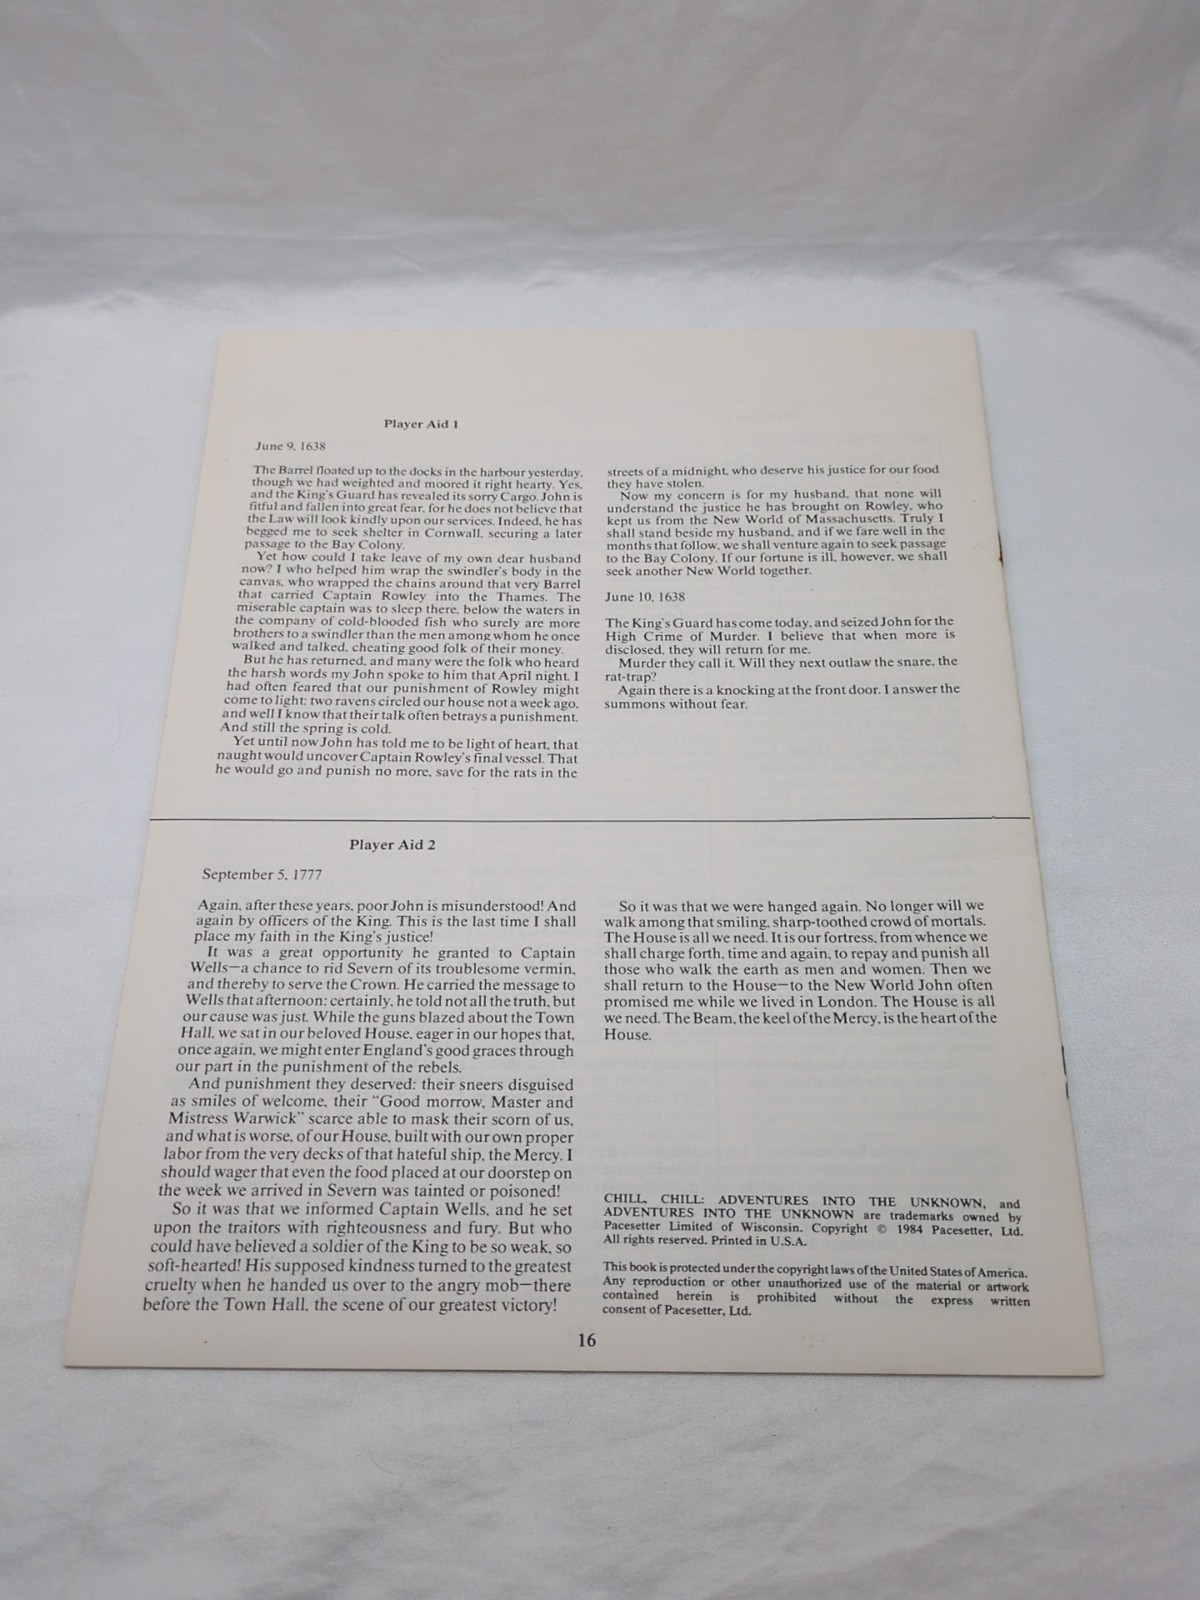 Player Aid 1
June 9, 1638
The Barrel floated up to the docks in the harbour yesterday,
though we had weighted and moored it right hearty. Yes,
and the King's Guard has revealed its sorry Cargo. John is
fitful and fallen into great fear, for he does not believe that
the Law will look kindly upon our services. Indeed, he has
begged me to seek shelter in Cornwall, securing a later
passage to the Bay Colony.
Yet how could I take leave of my own dear husband
now? I who helped him wrap the swindler's body in the
canvas, who wrapped the chains around that very Barrel
that carried Captain Rowley into the Thames. The
miserable captain was to sleep there, below the waters in
the company of cold-blooded fish who surely are more
brothers to a swindler than the men among whom he once
walked and talked, cheating good folk of their money.
But he has returned, and many were the folk who heard
the harsh words my John spoke to him that April night. I
had often feared that our punishment of Rowley might
come to light: two ravens circled our house not a week ago,
and well I know that their talk often betrays a punishment.
And still the spring is cold.
Yet until now John has told me to be light of heart, that
naught would uncover Captain Rowley's final vessel. That
he would go and punish no more, save for the rats in the
streets of a midnight, who deserve his justice for our food
they have stolen.
Now my concern is for my husband, that none will
understand the justice he has brought on Rowley, who
kept us from the New World of Massachusetts. Truly I
shall stand beside my husband, and if we fare well in the
months that follow, we shall venture again to seek passage
to the Bay Colony. If our fortune is ill, however, we shall
seek another New World together.
June 10, 1638
The King's Guard has come today, and seized John for the
High Crime of Murder. I believe that when more is
disclosed, they will return for me.
Murder they call it. Will they next outlaw the snare, the
rat-trap?
Again there is a knocking at the front door. I answer the
summons without fear.
Player Aid 2
September 5, 1777
Again, after these years, poor John is misunderstood! And
again by officers of the King. This is the last time I shall
place my faith in the King's justice!
It was a great opportunity he granted to Captain
Wells—a chance to rid Severn of its troublesome vermin,
and thereby to serve the Crown. He carried the message to
Wells that afternoon: certainly, he told not all the truth, but
our cause was just. While the guns blazed about the Town
Hall, we sat in our beloved House, eager in our hopes that,
once again, we might enter England's good graces through
our part in the punishment of the rebels.
And punishment they deserved: their sneers disguised
as smiles of welcome, their "Good morrow, Master and
Mistress Warwick" scarce able to mask their scorn of us,
and what is worse, of our House, built with our own proper
labor from the very decks of that hateful ship, the Mercy. I
should wager that even the food placed at our doorstep on
the week we arrived in Severn was tainted or poisoned!
So it was that we informed Captain Wells, and he set
upon the traitors with righteousness and fury. But who
could have believed a soldier of the King to be so weak, so
soft-hearted! His supposed kindness turned to the greatest
cruelty when he handed us over to the angry mob—there
before the Town Hall, the scene of our greatest victory!
So it was that we were hanged again. No longer will we
walk among that smiling, sharp-toothed crowd of mortals.
The House is all we need. It is our fortress, from whence we
shall charge forth, time and again, to repay and punish all
those who walk the earth as men and women. Then we
shall return to the House—to the New World John often
promised me while we lived in London. The House is all
we need. The Beam, the keel of the Mercy, is the heart of the
House.
CHILL, CHILL: ADVENTURES INTO THE UNKNOWN, and
ADVENTURES INTO THE UNKNOWN are trademarks owned by
Pacesetter Limited of Wisconsin. Copyright © 1984 Pacesetter, Ltd.
All rights reserved. Printed in U.S.A.
This book is protected under the copyright laws of the United States of America.
Any reproduction or other unauthorized use of the material or artwork
contained herein is prohibited without the express written
consent of Pacesetter, Ltd.
16